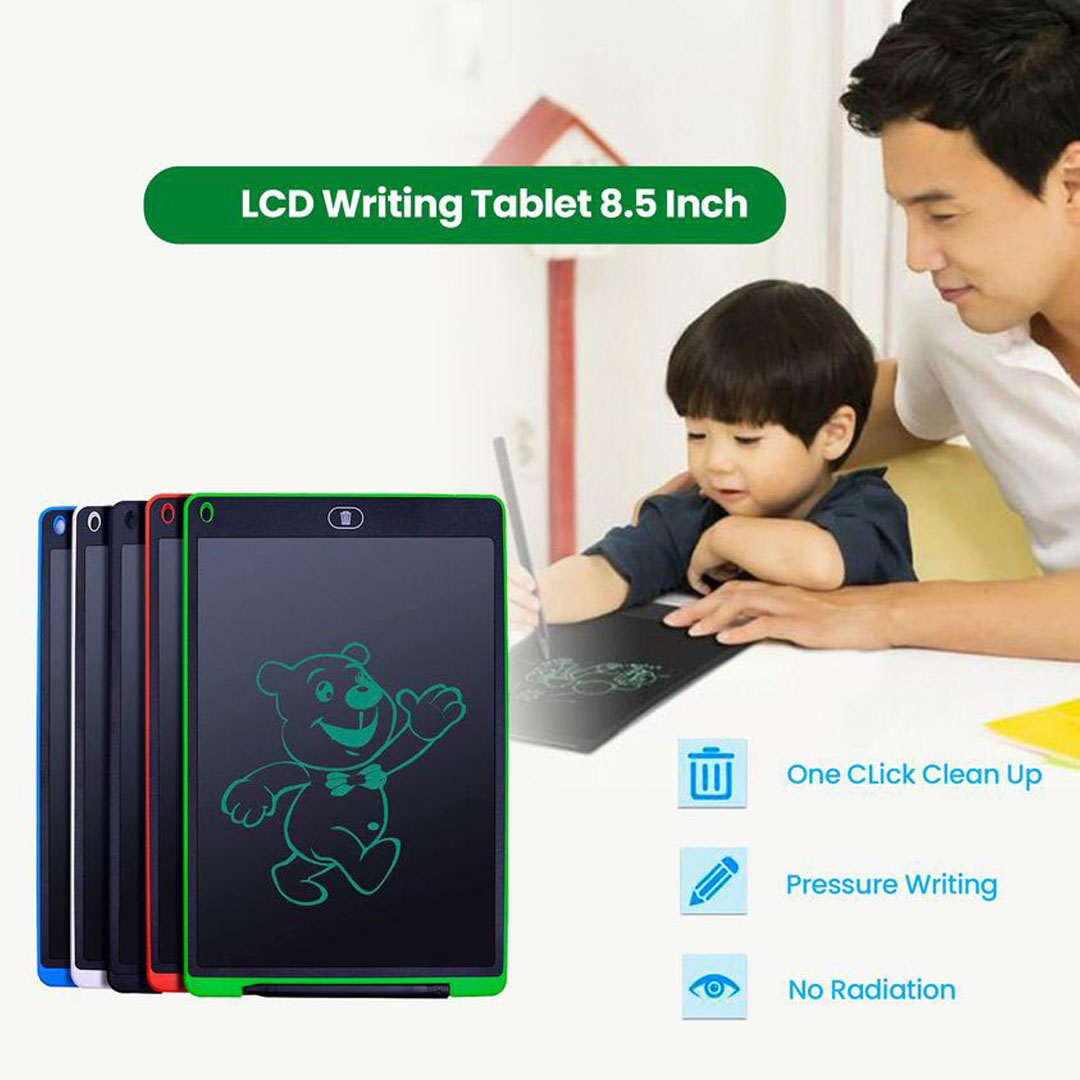 LCD Writing Tablet 8.5 Inch
One CLick Clean Up
Pressure Writing
No Radiation